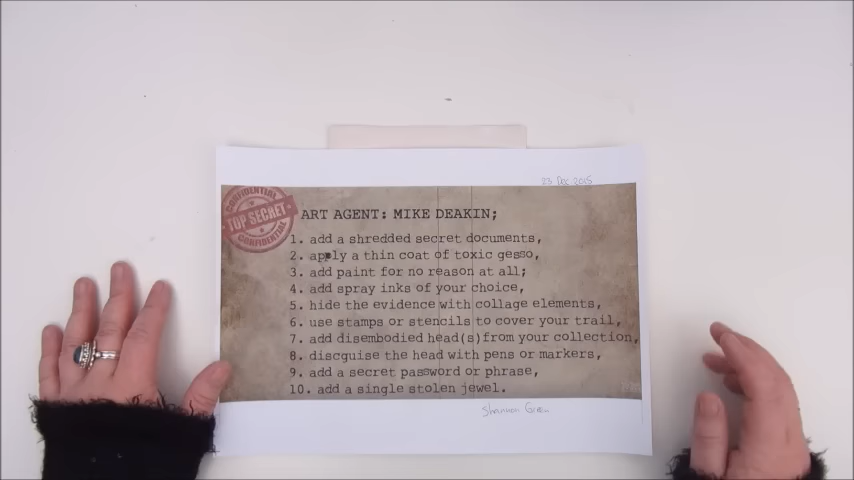 23 Dec 2015
CONFIDENTIAL
TOP SECRET
CONFIDENTIAL
ART AGENT: MIKE DEAKIN;
1. add a shredded secret documents,
2. apply a thin coat of toxic gesso,
3. add paint for no reason at all;
4. add spray inks of your choice,
5. hide the evidence with collage elements,
6. use stamps or stencils to cover your trail,
7. add disembodied head(s)from your collection,
8. discguise the head with pens or markers,
9. add a secret password or phrase,
10. add a single stolen jewel.
Shannon Green